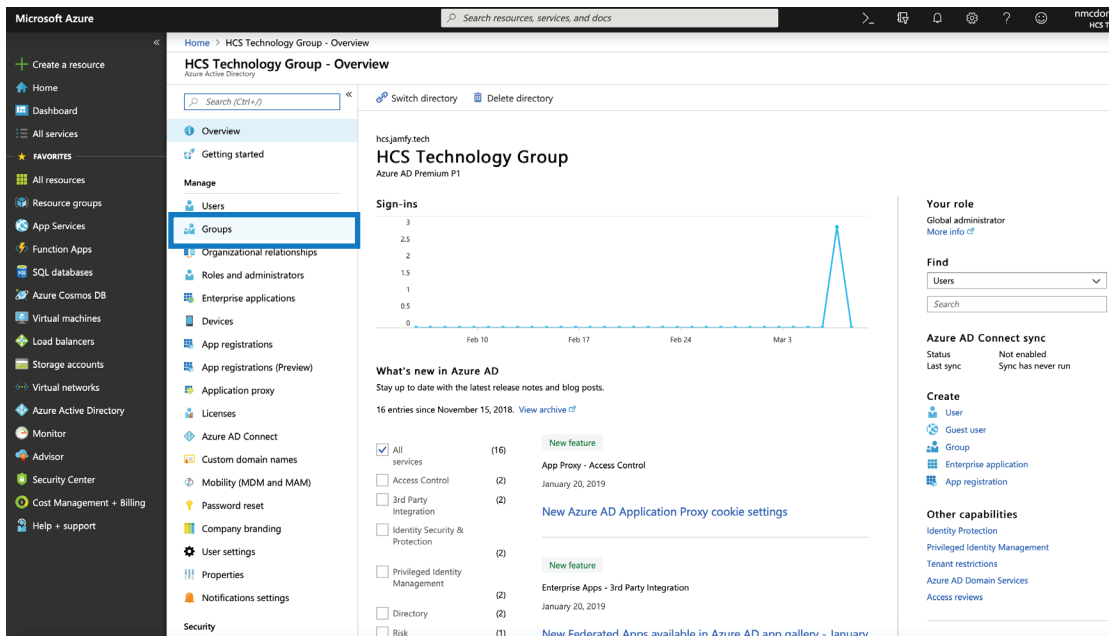 Microsoft Azure
Search resources, services, and docs
nmcdon
HCS T
Create a resource
Home
Dashboard
All services
FAVORITES
All resources
Resource groups
App Services
Function Apps
SQL databases
Azure Cosmos DB
Virtual machines
Load balancers
Storage accounts
Virtual networks
Azure Active Directory
Monitor
Advisor
Security Center
Cost Management + Billing
Help + support
Home > HCS Technology Group - Overview
HCS Technology Group - Overview
Azure Active Directory
Search (Ctrl+/)
Overview
Getting started
Manage
Users
Groups
Organizational relationships
Roles and administrators
Enterprise applications
Devices
App registrations
App registrations (Preview)
Application proxy
Licenses
Azure AD Connect
Custom domain names
Mobility (MDM and MAM)
Password reset
Company branding
User settings
Properties
Notifications settings
Security
Switch directory Delete directory
hcs.jamfy.tech
HCS Technology Group
Azure AD Premium P1
Sign-ins
3
2.5
2
1.5
1
0.5
0
Feb 10 Feb 17 Feb 24 Mar 3
What's new in Azure AD
Stay up to date with the latest release notes and blog posts.
16 entries since November 15, 2018. View archive
All services (16)
Access Control (2)
3rd Party Integration (2)
Identity Security & Protection (2)
Privileged Identity Management (2)
Directory (2)
Risk (1)
New feature
App Proxy - Access Control
January 20, 2019
New Azure AD Application Proxy cookie settings
New feature
Enterprise Apps - 3rd Party Integration
January 20, 2019
New Federated Apps available in Azure AD app gallery - January
Your role
Global administrator
More info
Find
Users
Search
Azure AD Connect sync
Status Not enabled
Last sync Sync has never run
Create
User
Guest user
Group
Enterprise application
App registration
Other capabilities
Identity Protection
Privileged Identity Management
Tenant restrictions
Azure AD Domain Services
Access reviews